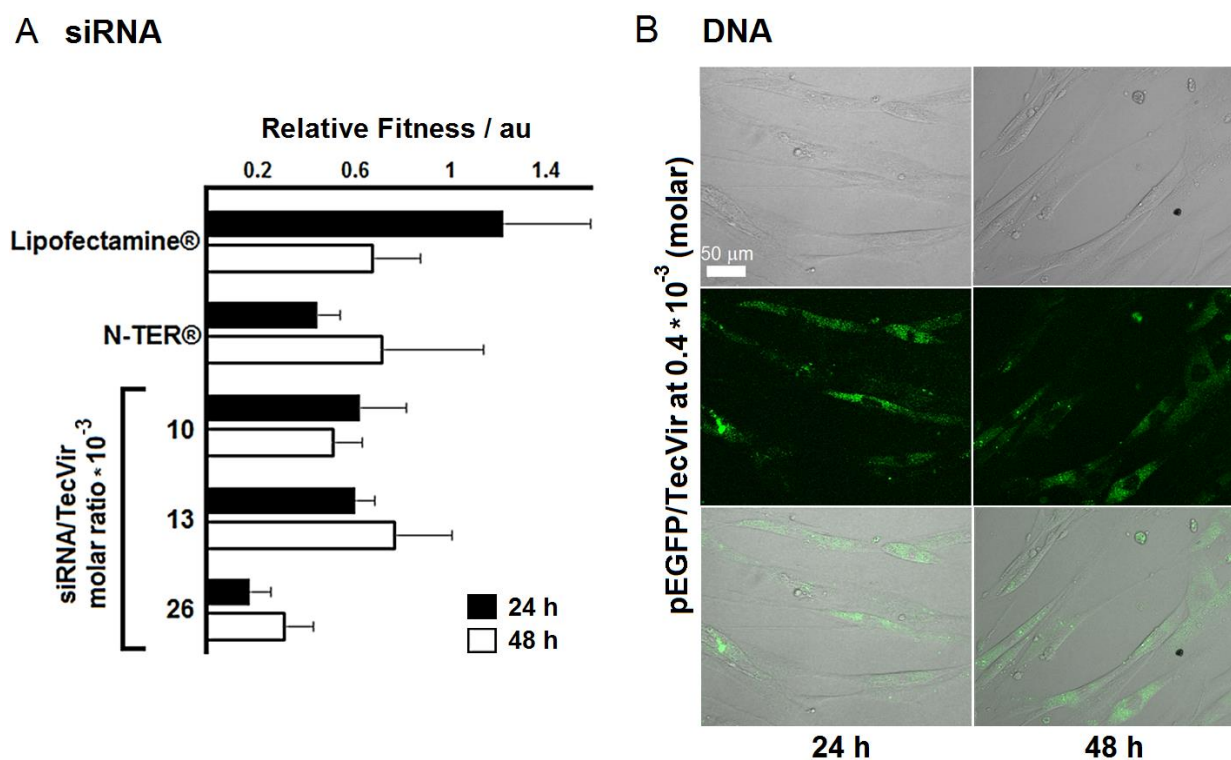 A siRNA
Relative Fitness / au
0.2 0.6 1 1.4
Lipofectamine®
N-TER®
siRNA/TecVir
molar ratio*10-3
10
13
26
24 h
48 h
B DNA
pEGFP/TecVir at 0.4*10-3 (molar)
50 µm
24 h 48 h